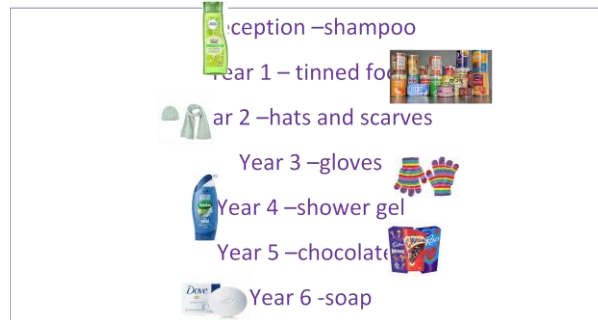 eception –shampoo
ear 1 – tinned foo
ar 2 –hats and scarves
Year 3 –gloves
Year 4 –shower gel
Year 5 –chocolate
Dove
Year 6 -soap